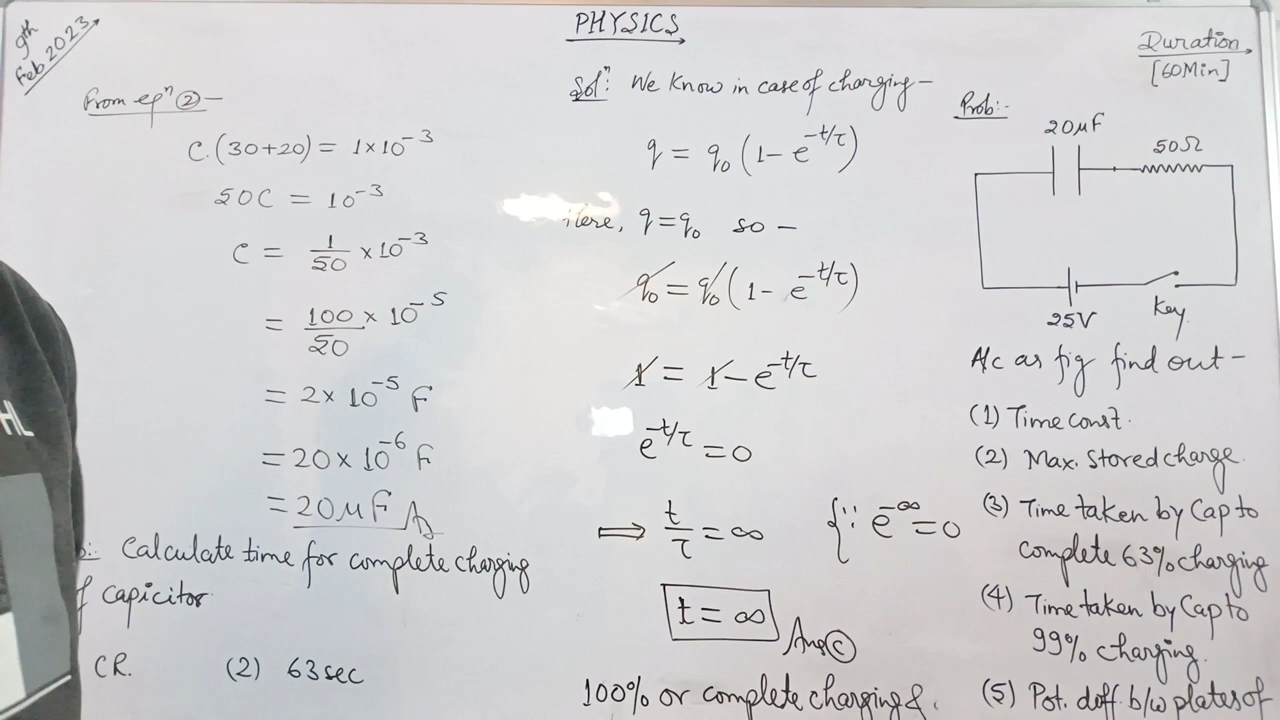 9th
Feb 2023
PHYSICS
Duration
[60Min]
From eqⁿ ② —
C.(30+20) = 1×10⁻³
50C = 10⁻³
C = 1/50 × 10⁻³
= 100/50 × 10⁻⁵
= 2×10⁻⁵ F
= 20×10⁻⁶ F
= 20μF
Calculate time for complete charging
of capicitor
CR.
(2) 63sec
Solⁿ: We Know in case of charging —
q = q₀(1 − e^(−t/τ))
Here, q = q₀ so —
q₀ = q₀(1 − e^(−t/τ))
1 = 1 − e^(−t/τ)
e^(−t/τ) = 0
⟹ t/τ = ∞ {∵ e^(−∞) = 0
t = ∞
Ans ⓒ
100% or complete charging &
Prob:-
20μF
50Ω
25V
Key.
A/c as fig find out —
(1) Time const.
(2) Max. Stored charge.
(3) Time taken by Cap to
complete 63% charging
(4) Time taken by Cap to
99% charging.
(5) Pot. diff. b/w plates of
HL